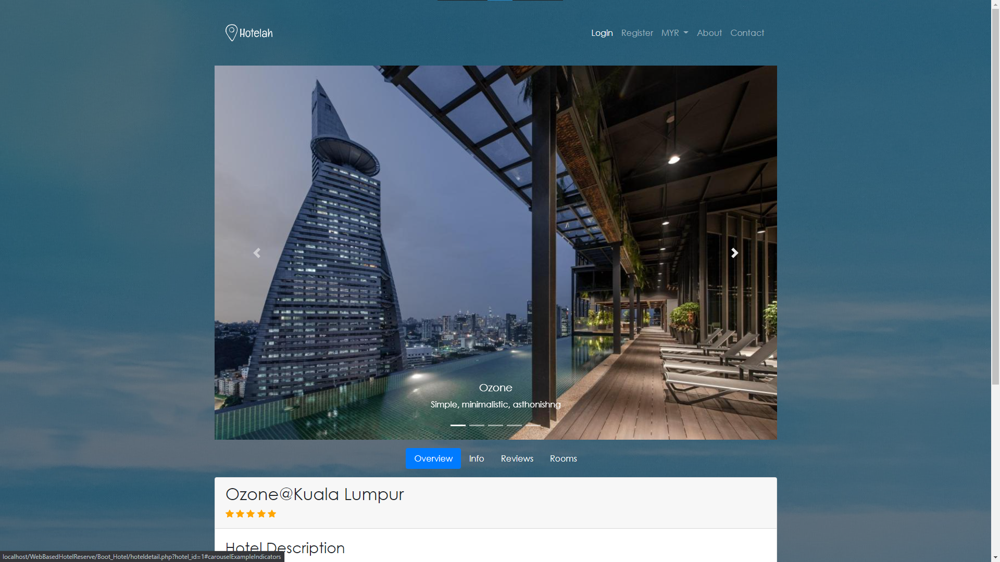 Hotelah
Login Register MYR About Contact
Ozone
Simple, minimalistic, asthonishng
Overview Info Reviews Rooms
Ozone@Kuala Lumpur
Hotel Description
localhost/WebBasedHotelReserve/Boot_Hotel/hoteldetail.php?hotel_id=1#carouselExampleIndicators